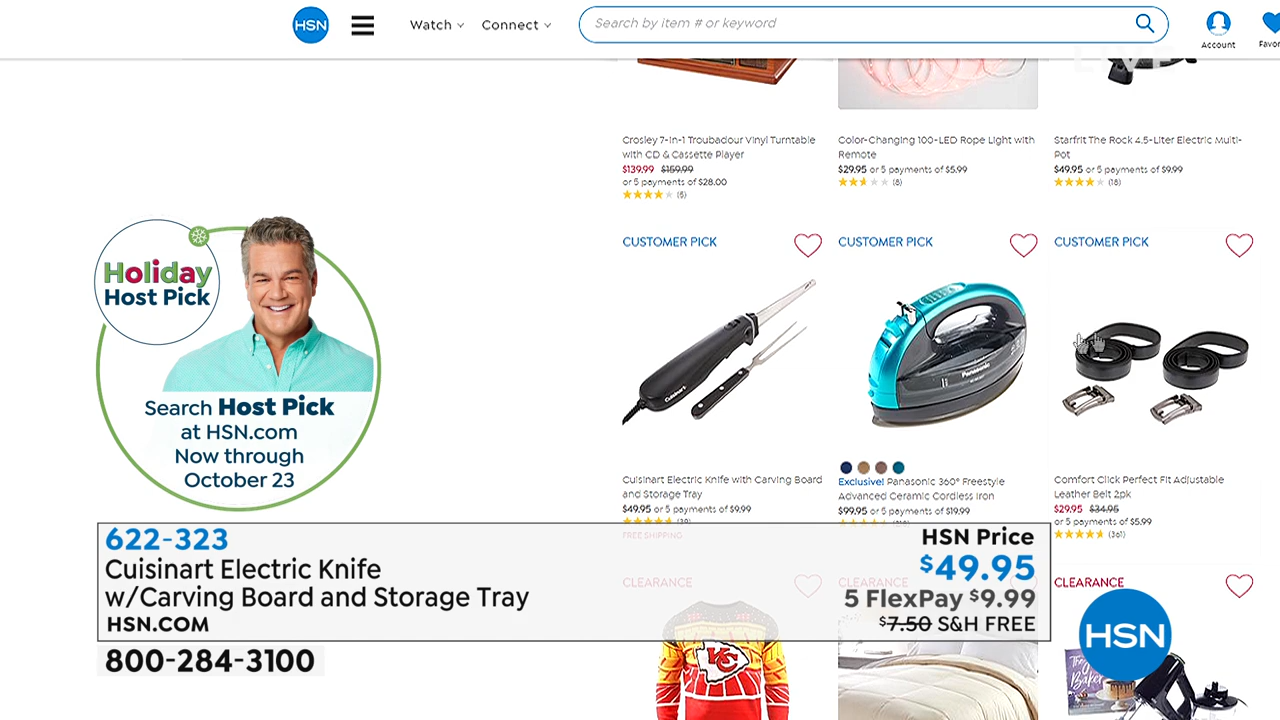 HSN
Watch
Connect
Search by item # or keyword
Account
LIVE
Crosley 7-in-1 Troubadour Vinyl Turntable
with CD & Cassette Player
$139.99 $159.99
or 5 payments of $28.00
(5)
Color-Changing 100-LED Rope Light with
Remote
$29.95 or 5 payments of $5.99
(8)
Starfrit The Rock 4.5-Liter Electric Multi-
Pot
$49.95 or 5 payments of $9.99
(18)
Holiday
Host Pick
Search Host Pick
at HSN.com
Now through
October 23
CUSTOMER PICK
Cuisinart
Cuisinart Electric Knife with Carving Board
and Storage Tray
$49.95 or 5 payments of $9.99
FREE SHIPPING
CUSTOMER PICK
Panasonic
Exclusive! Panasonic 360° Freestyle
Advanced Ceramic Cordless Iron
$99.95 or 5 payments of $19.99
CUSTOMER PICK
Comfort Click Perfect Fit Adjustable
Leather Belt 2pk
$29.95 $34.95
or 5 payments of $5.99
(361)
622-323
Cuisinart Electric Knife
w/Carving Board and Storage Tray
HSN.COM
HSN Price
$49.95
5 FlexPay $9.99
$7.50 S&H FREE
800-284-3100
CLEARANCE
KC
CLEARANCE
CLEARANCE
HSN